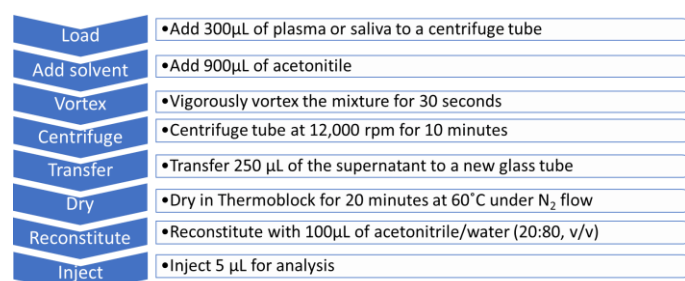 Load
•Add 300µL of plasma or saliva to a centrifuge tube
Add solvent
•Add 900µL of acetonitile
Vortex
•Vigorously vortex the mixture for 30 seconds
Centrifuge
•Centrifuge tube at 12,000 rpm for 10 minutes
Transfer
•Transfer 250 µL of the supernatant to a new glass tube
Dry
•Dry in Thermoblock for 20 minutes at 60˚C under N₂ flow
Reconstitute
•Reconstitute with 100µL of acetonitrile/water (20:80, v/v)
Inject
•Inject 5 µL for analysis